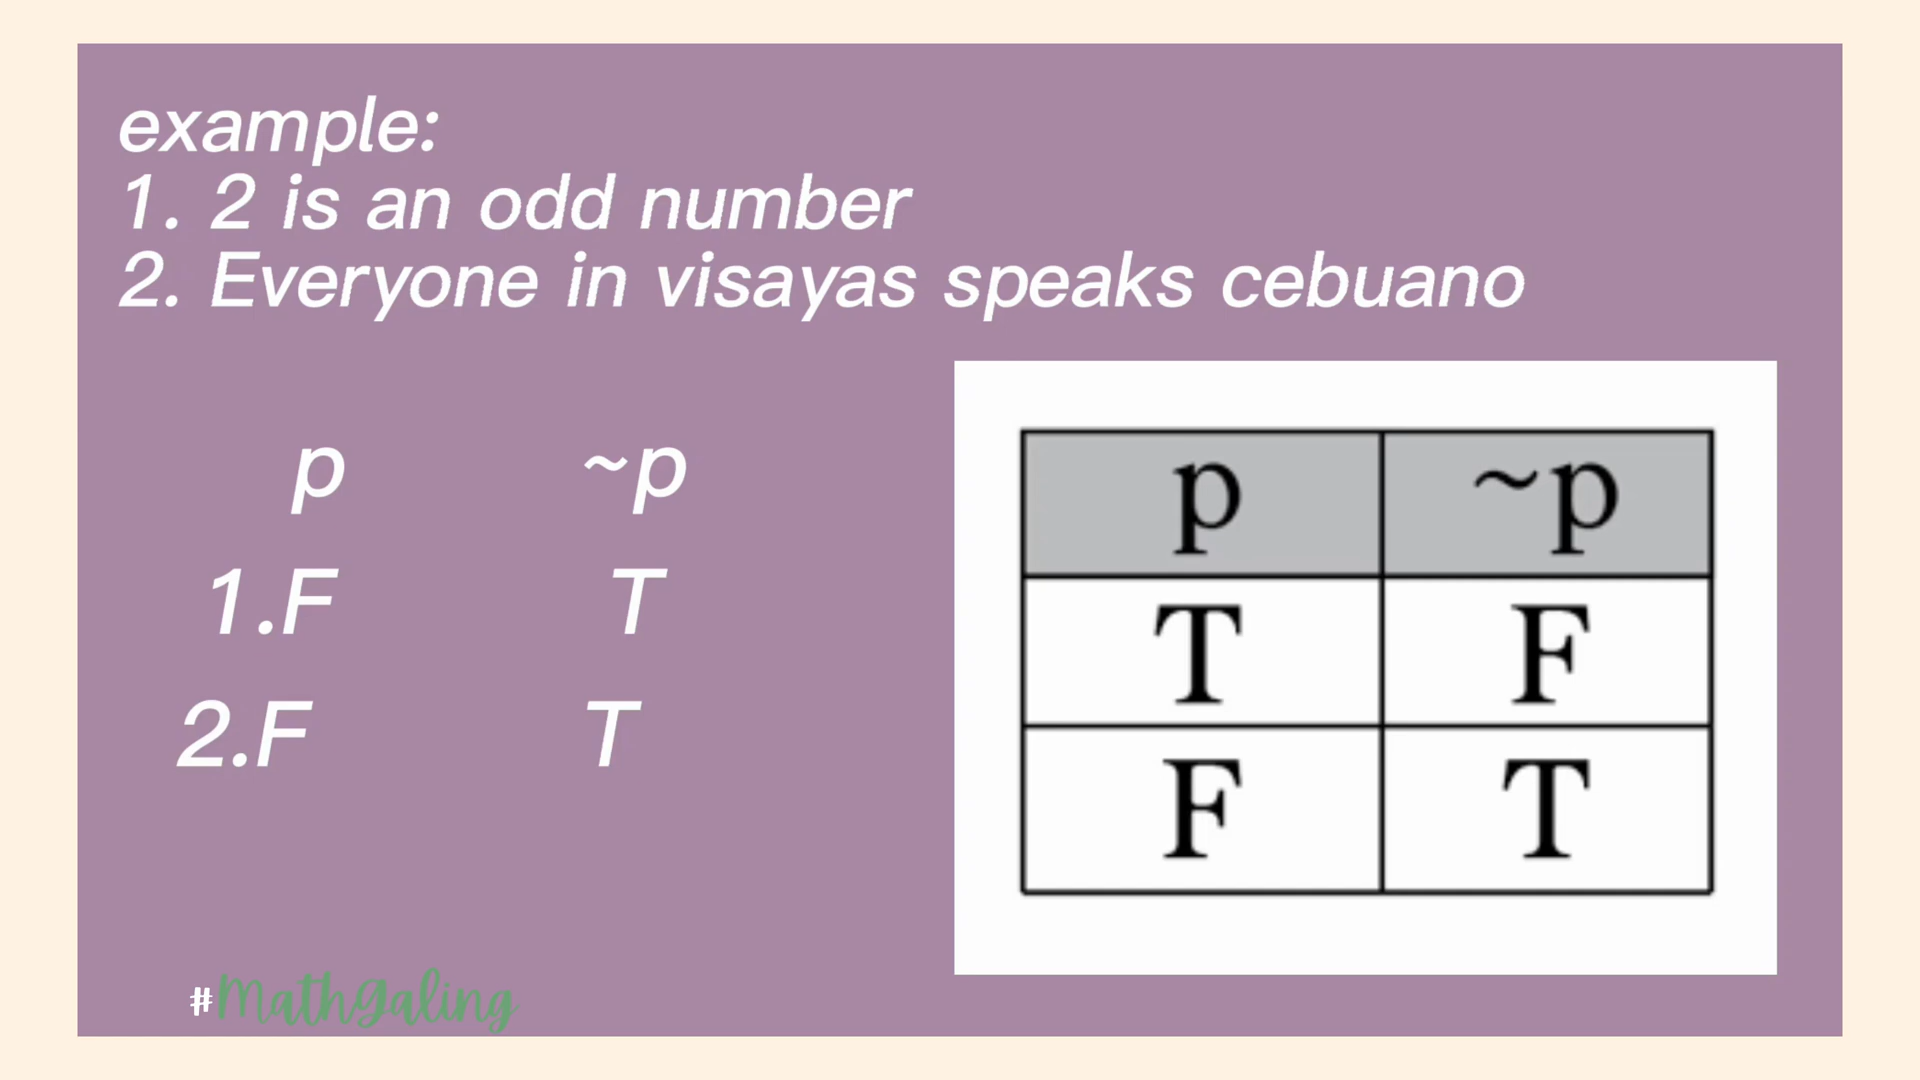 example:
1. 2 is an odd number
2. Everyone in visayas speaks cebuano
p ~p
1.F T
2.F T
p ~p
T F
F T
#MathGaling